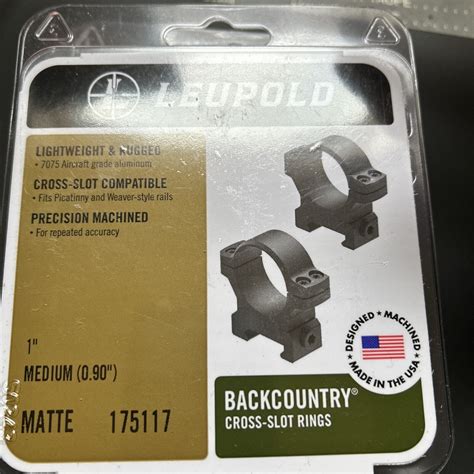 LEUPOLD
LIGHTWEIGHT & RUGGED
• 7075 Aircraft grade aluminum
CROSS-SLOT COMPATIBLE
• Fits Picatinny and Weaver-style rails
PRECISION MACHINED
• For repeated accuracy
DESIGNED ★ MACHINED
★ MADE IN THE USA ★
1"
MEDIUM (0.90")
MATTE 175117
BACKCOUNTRY®
CROSS-SLOT RINGS